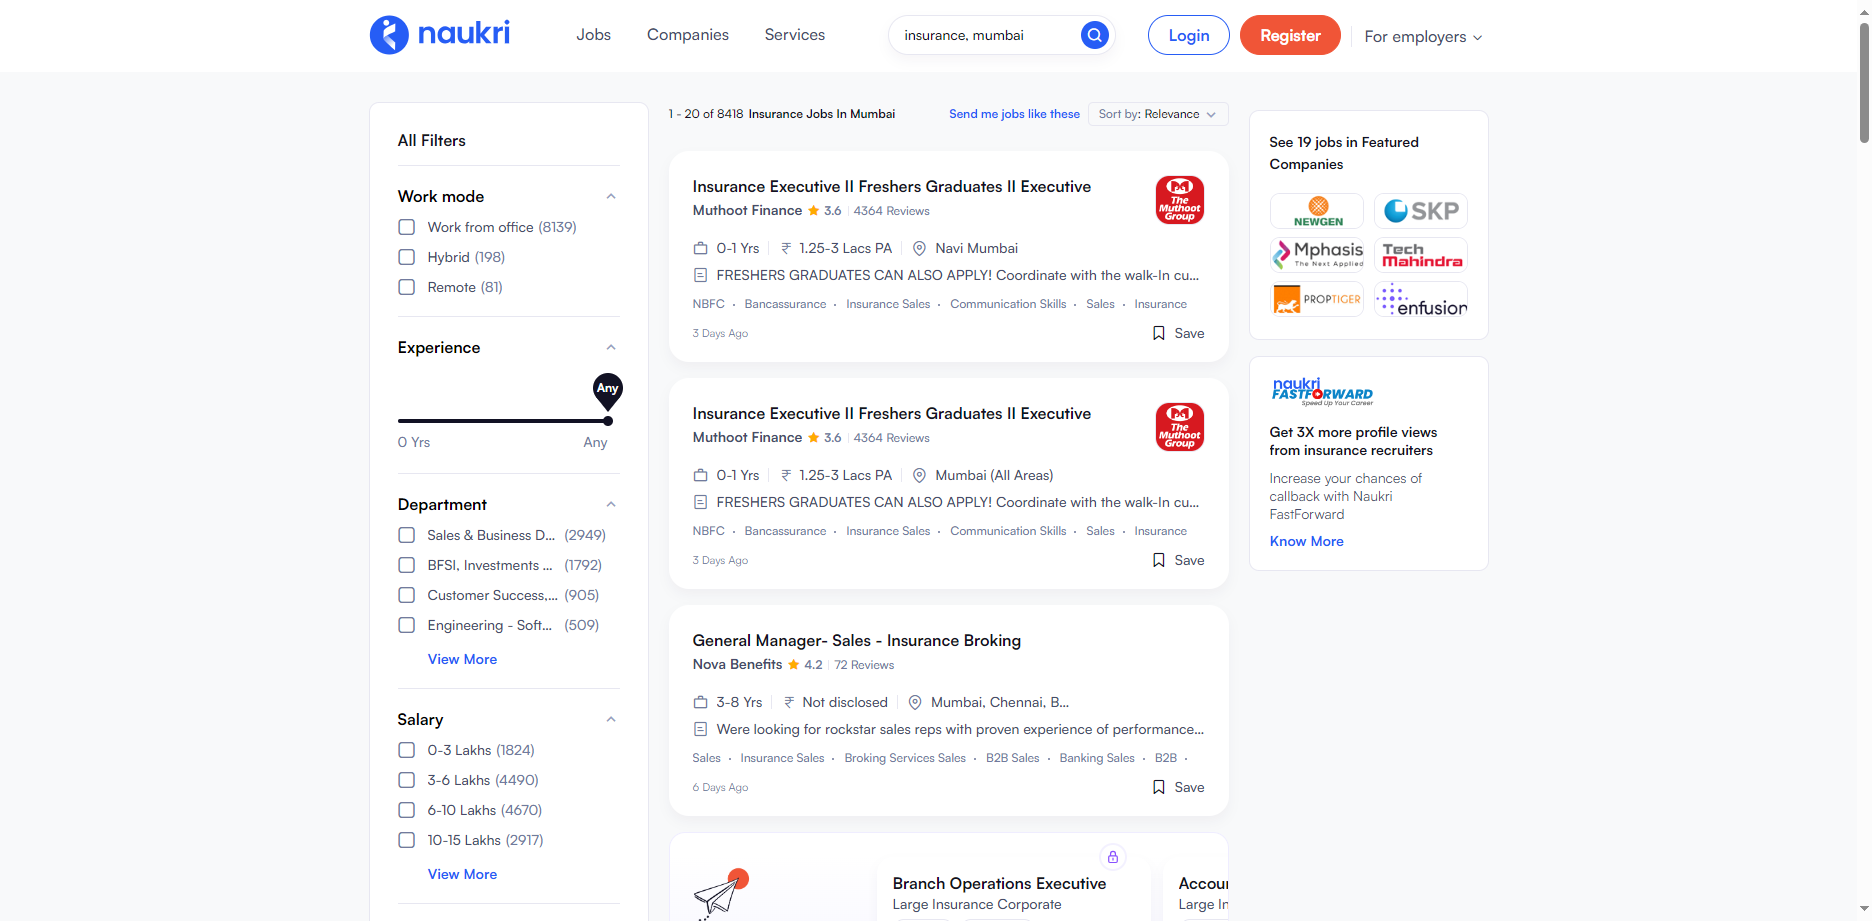 naukri
Jobs
Companies
Services
insurance, mumbai
Login
Register
For employers
All Filters
Work mode
Work from office (8139)
Hybrid (198)
Remote (81)
Experience
Any
0 Yrs
Any
Department
Sales & Business D... (2949)
BFSI, Investments ... (1792)
Customer Success,... (905)
Engineering - Soft... (509)
View More
Salary
0-3 Lakhs (1824)
3-6 Lakhs (4490)
6-10 Lakhs (4670)
10-15 Lakhs (2917)
View More
1 - 20 of 8418 Insurance Jobs In Mumbai
Send me jobs like these
Sort by: Relevance
Insurance Executive II Freshers Graduates II Executive
Muthoot Finance 3.6 4364 Reviews
The
Muthoot
Group
0-1 Yrs ₹ 1.25-3 Lacs PA Navi Mumbai
FRESHERS GRADUATES CAN ALSO APPLY! Coordinate with the walk-In cu...
NBFC · Bancassurance · Insurance Sales · Communication Skills · Sales · Insurance
3 Days Ago
Save
Insurance Executive II Freshers Graduates II Executive
Muthoot Finance 3.6 4364 Reviews
The
Muthoot
Group
0-1 Yrs ₹ 1.25-3 Lacs PA Mumbai (All Areas)
FRESHERS GRADUATES CAN ALSO APPLY! Coordinate with the walk-In cu...
NBFC · Bancassurance · Insurance Sales · Communication Skills · Sales · Insurance
3 Days Ago
Save
General Manager- Sales - Insurance Broking
Nova Benefits 4.2 72 Reviews
3-8 Yrs ₹ Not disclosed Mumbai, Chennai, B...
Were looking for rockstar sales reps with proven experience of performance...
Sales · Insurance Sales · Broking Services Sales · B2B Sales · Banking Sales · B2B ·
6 Days Ago
Save
Branch Operations Executive
Large Insurance Corporate
Accou
Large In
See 19 jobs in Featured
Companies
NEWGEN
SKP
Mphasis
The Next Applied
Tech
Mahindra
PROPTIGER
enfusion
naukri
FASTFORWARD
Speed Up Your Career
Get 3X more profile views
from insurance recruiters
Increase your chances of
callback with Naukri
FastForward
Know More